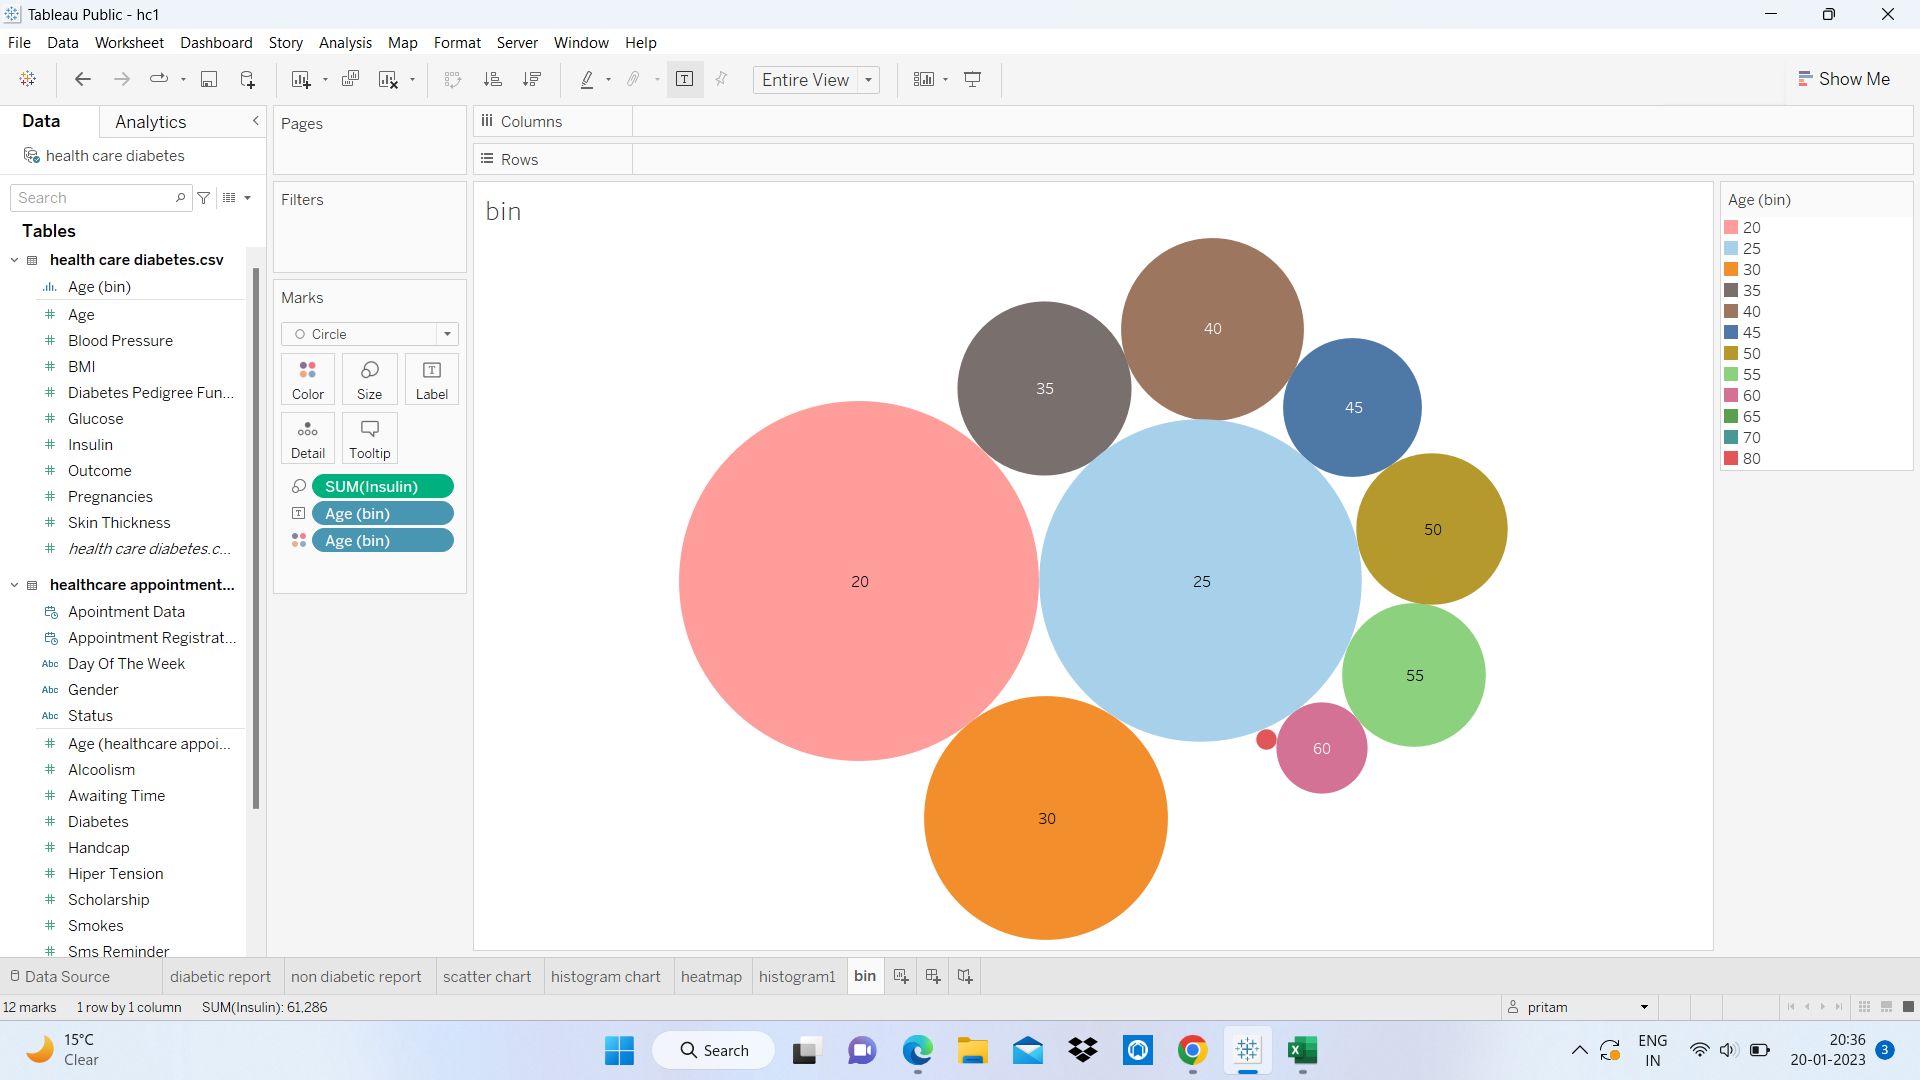 Tableau Public - hc1
File Data Worksheet Dashboard Story Analysis Map Format Server Window Help
T Entire View Show Me
Data Analytics
health care diabetes
Search
Tables
health care diabetes.csv
Age (bin)
Age
Blood Pressure
BMI
Diabetes Pedigree Fun...
Glucose
Insulin
Outcome
Pregnancies
Skin Thickness
health care diabetes.c...
healthcare appointment...
Apointment Data
Appointment Registrat...
Abc Day Of The Week
Abc Gender
Abc Status
Age (healthcare appoi...
Alcoolism
Awaiting Time
Diabetes
Handcap
Hiper Tension
Scholarship
Smokes
Sms Reminder
Pages
Filters
Marks
Circle
Color Size Label
Detail Tooltip
SUM(Insulin)
Age (bin)
Age (bin)
Columns
Rows
bin
40
35
45
50
20
25
55
60
30
Age (bin)
20
25
30
35
40
45
50
55
60
65
70
80
Data Source diabetic report non diabetic report scatter chart histogram chart heatmap histogram1 bin
12 marks 1 row by 1 column SUM(Insulin): 61,286 pritam
15°C
Clear
Search
ENG
IN
20:36
20-01-2023
3